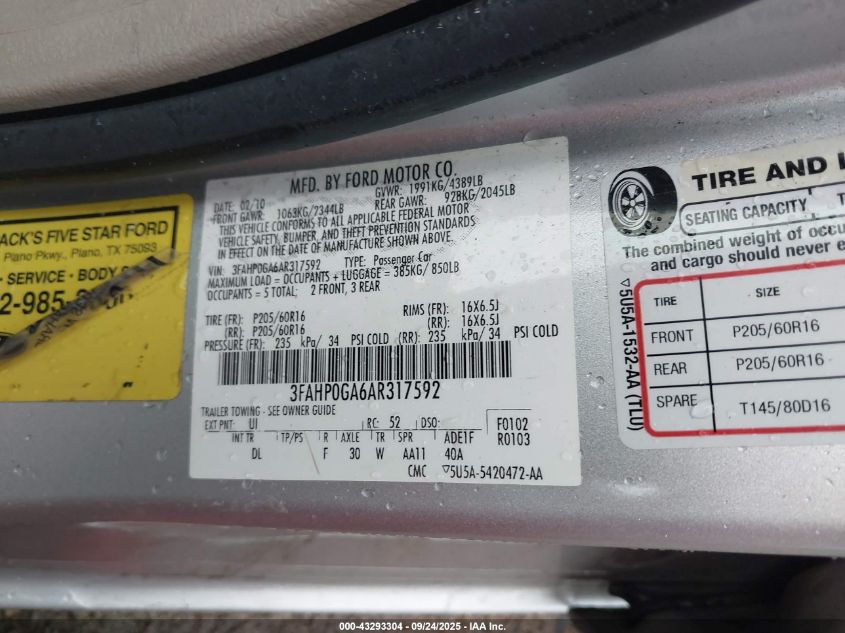 MFD. BY FORD MOTOR CO.
DATE: 02/10 GVWR: 1991KG/4389LB
FRONT GAWR: 1063KG/2344LB REAR GAWR: 928KG/2045LB
THIS VEHICLE CONFORMS TO ALL APPLICABLE FEDERAL MOTOR
VEHICLE SAFETY, BUMPER, AND THEFT PREVENTION STANDARDS
IN EFFECT ON THE DATE OF MANUFACTURE SHOWN ABOVE.
VIN: 3FAHP0GA6AR317592 TYPE: Passenger Car
MAXIMUM LOAD = OCCUPANTS + LUGGAGE = 385KG/ 850LB
OCCUPANTS = 5 TOTAL; 2 FRONT, 3 REAR
TIRE (FR): P205/60R16 RIMS (FR): 16X6.5J
(RR): P205/60R16 (RR): 16X6.5J
PRESSURE (FR): 235 kPa/ 34 PSI COLD (RR): 235 kPa/ 34 PSI COLD
3FAHP0GA6AR317592
TRAILER TOWING - SEE OWNER GUIDE
EXT PNT: UI RC: 52 DSO: F0102
R0103
INT TR TP/PS R AXLE TR SPR ADE1F
DL F 30 W AA11 40A
CMC ▽5U5A-5420472-AA
ACK'S FIVE STAR FORD
Plano Pkwy., Plano, TX 75093
SERVICE - BODY
2-985-
TIRE AND
SEATING CAPACITY
The combined weight of occu
and cargo should never e
▽5U5A-1532-AA (TLU)
TIRE SIZE
FRONT P205/60R16
REAR P205/60R16
SPARE T145/80D16
000-43293304 - 09/24/2025 - IAA Inc.